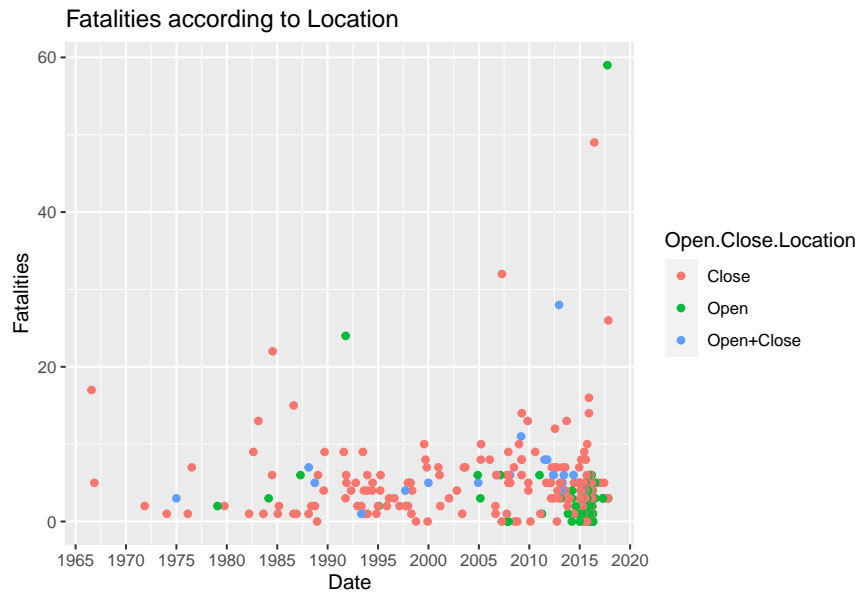 Fatalities according to Location
60
40
20
0
Fatalities
1965 1970 1975 1980 1985 1990 1995 2000 2005 2010 2015 2020
Date
Open.Close.Location
Close
Open
Open+Close